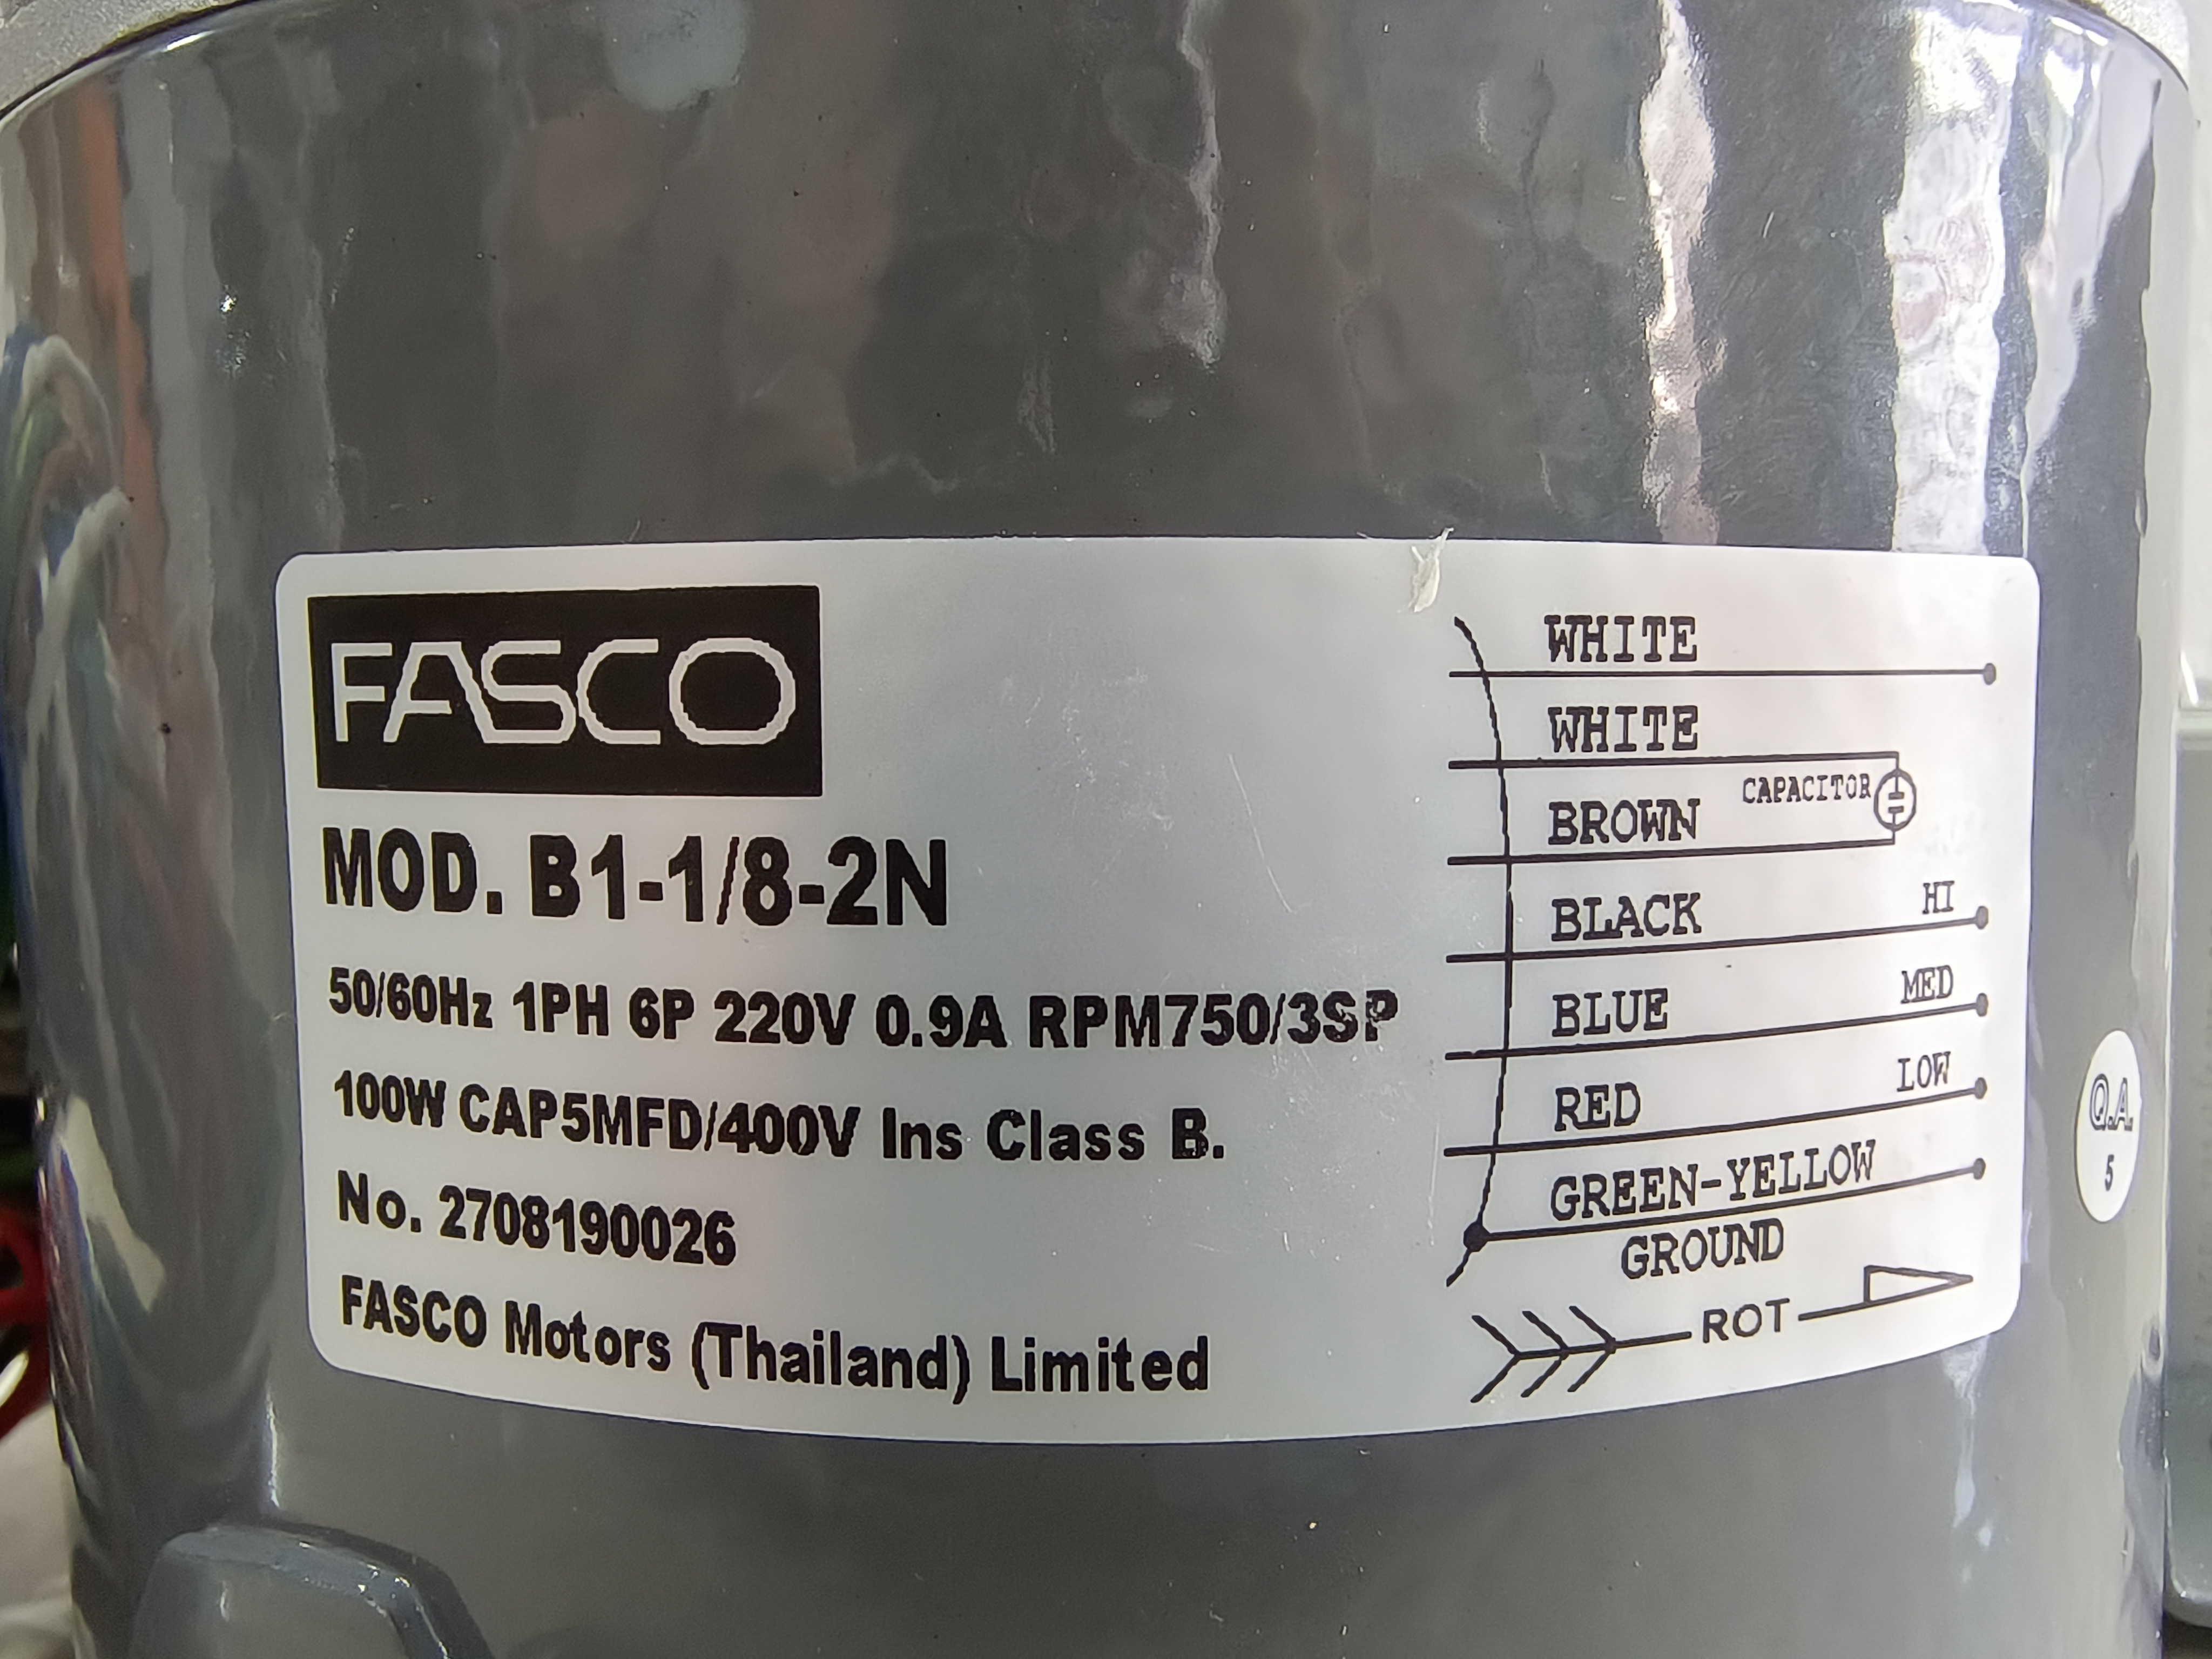 FASCO
MOD. B1-1/8-2N
50/60Hz 1PH 6P 220V 0.9A RPM750/3SP
100W CAP5MFD/400V Ins Class B.
No. 2708190026
FASCO Motors (Thailand) Limited
WHITE
WHITE
CAPACITOR
BROWN
BLACK HI
BLUE MED
RED LOW
GREEN-YELLOW
GROUND
ROT
Q.A.
5